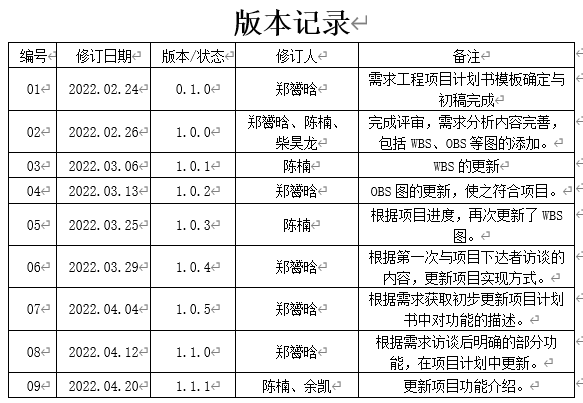 版本记录
编号 修订日期 版本/状态 修订人 备注
01 2022.02.24 0.1.0 郑骉晗 需求工程项目计划书模板确定与
初稿完成
02 2022.02.26 1.0.0 郑晗、陈楠、
柴昊龙 完成评审，需求分析内容完善，
包括 WBS、OBS 等图的添加。
03 2022.03.06 1.0.1 陈楠 WBS 的更新
04 2022.03.13 1.0.2 郑晗 OBS 图的更新，使之符合项目。
05 2022.03.25 1.0.3 陈楠 根据项目进度，再次更新了 WBS
图。
06 2022.03.29 1.0.4 郑晗 根据第一次与项目下达者访谈的
内容，更新项目实现方式。
07 2022.04.04 1.0.5 郑晗 根据需求获取初步更新项目计划
书中对功能的描述。
08 2022.04.12 1.1.0 郑晗 根据需求访谈后明确的部分功
能，在项目计划中更新。
09 2022.04.20 1.1.1 陈楠、余凯 更新项目功能介绍。